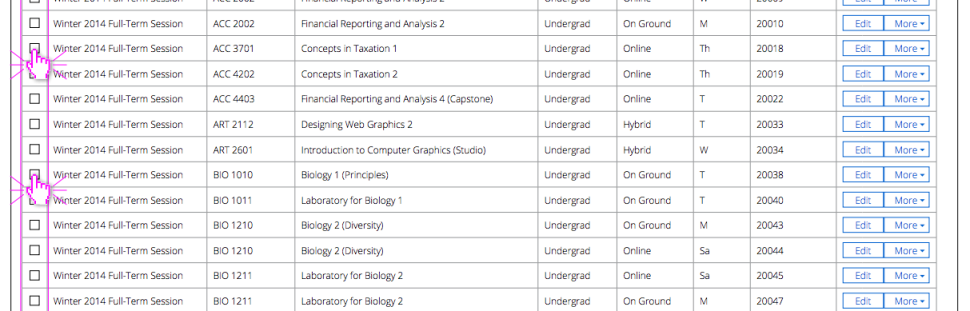 Winter 2014 Full-Term Session ACC 2002 Financial Reporting and Analysis 2 Undergrad On Ground M 20010 Edit More
Winter 2014 Full-Term Session ACC 3701 Concepts in Taxation 1 Undergrad Online Th 20018 Edit More
Winter 2014 Full-Term Session ACC 4202 Concepts in Taxation 2 Undergrad Online Th 20019 Edit More
Winter 2014 Full-Term Session ACC 4403 Financial Reporting and Analysis 4 (Capstone) Undergrad Online T 20022 Edit More
Winter 2014 Full-Term Session ART 2112 Designing Web Graphics 2 Undergrad Hybrid T 20033 Edit More
Winter 2014 Full-Term Session ART 2601 Introduction to Computer Graphics (Studio) Undergrad Hybrid W 20034 Edit More
Winter 2014 Full-Term Session BIO 1010 Biology 1 (Principles) Undergrad On Ground T 20038 Edit More
Winter 2014 Full-Term Session BIO 1011 Laboratory for Biology 1 Undergrad On Ground T 20040 Edit More
Winter 2014 Full-Term Session BIO 1210 Biology 2 (Diversity) Undergrad On Ground M 20043 Edit More
Winter 2014 Full-Term Session BIO 1210 Biology 2 (Diversity) Undergrad Online Sa 20044 Edit More
Winter 2014 Full-Term Session BIO 1211 Laboratory for Biology 2 Undergrad Online Sa 20045 Edit More
Winter 2014 Full-Term Session BIO 1211 Laboratory for Biology 2 Undergrad On Ground M 20047 Edit More